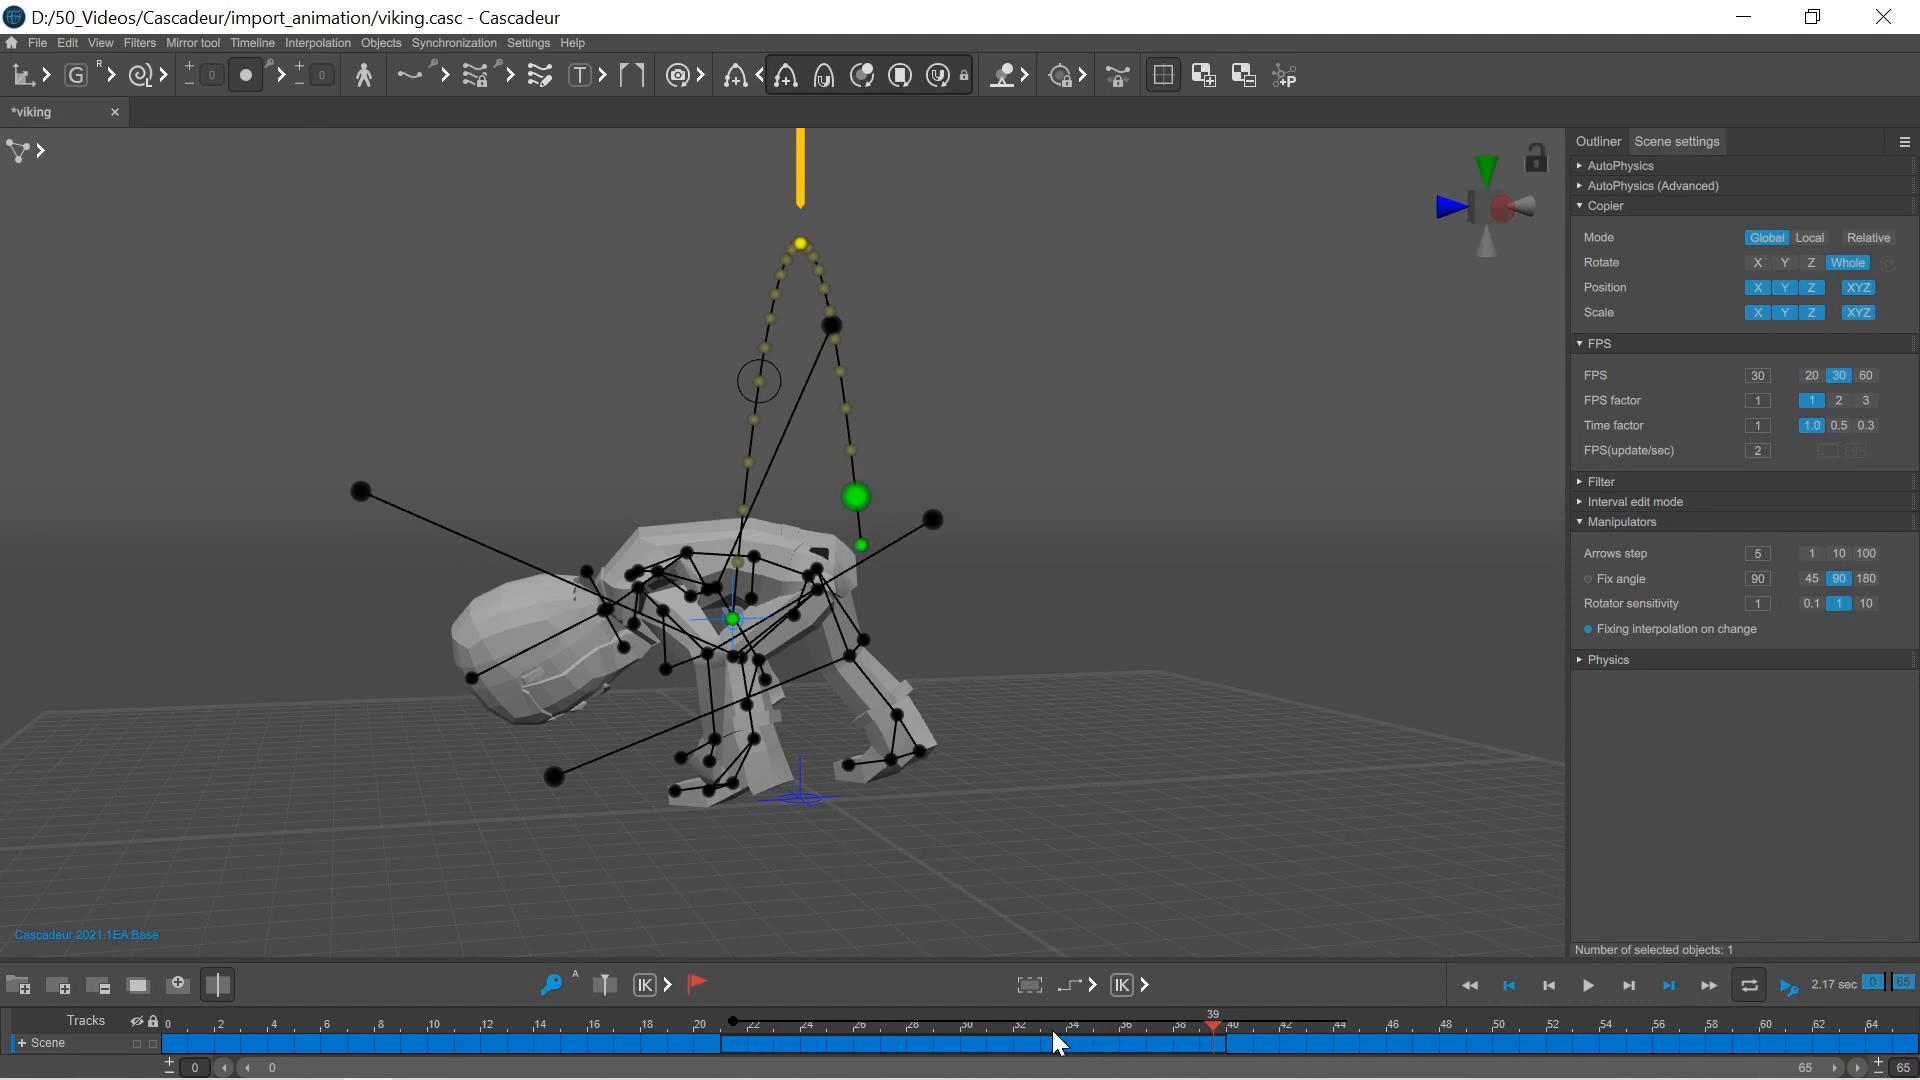 D:/50_Videos/Cascadeur/import_animation/viking.casc - Cascadeur
File Edit View Filters Mirror tool Timeline Interpolation Objects Synchronization Settings Help
G R 0 0 T +P
*viking ×
Outliner Scene settings
AutoPhysics
AutoPhysics (Advanced)
Copier
Mode Global Local Relative
Rotate X Y Z Whole
Position X Y Z XYZ
Scale X Y Z XYZ
FPS
FPS 30 20 30 60
FPS factor 1 1 2 3
Time factor 1 1.0 0.5 0.3
FPS(update/sec) 2
Filter
Interval edit mode
Manipulators
Arrows step 5 1 10 100
Fix angle 90 45 90 180
Rotator sensitivity 1 0.1 1 10
Fixing interpolation on change
Physics
Cascadeur 2021.1EA Base
Number of selected objects: 1
A IK IK 2.17 sec 0 65
39
Tracks 0 2 4 6 8 10 12 14 16 18 20 22 24 26 28 30 32 34 36 38 40 42 44 46 48 50 52 54 56 58 60 62 64
+ Scene
0 0 65 65